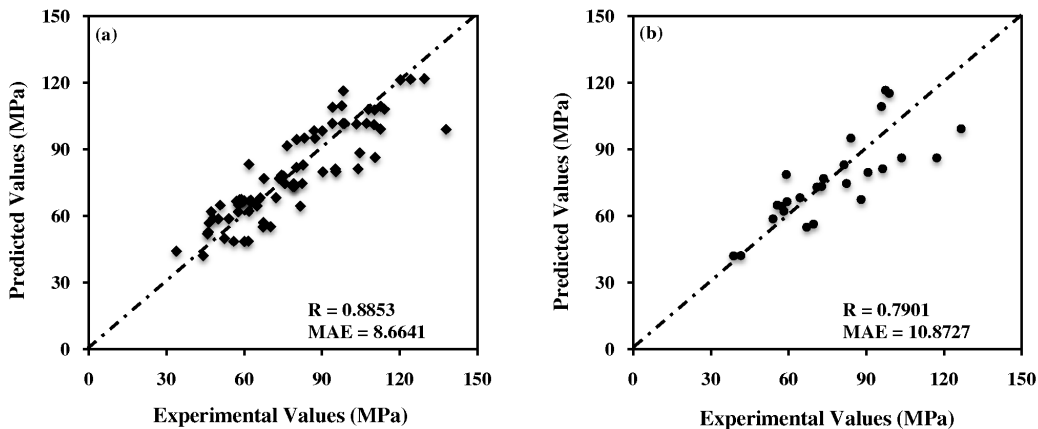 (a)
Predicted Values (MPa)
150
120
90
60
30
0
R = 0.8853
MAE = 8.6641
0 30 60 90 120 150
Experimental Values (MPa)
(b)
Predicted Values (MPa)
150
120
90
60
30
0
R = 0.7901
MAE = 10.8727
0 30 60 90 120 150
Experimental Values (MPa)